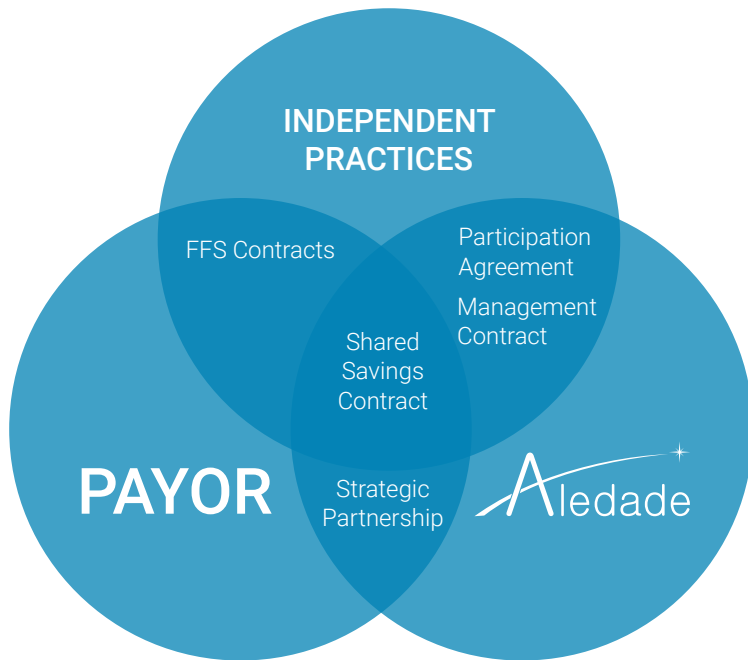 INDEPENDENT
PRACTICES
FFS Contracts
Participation
Agreement
Management
Contract
Shared
Savings
Contract
PAYOR
Aledade
Strategic
Partnership